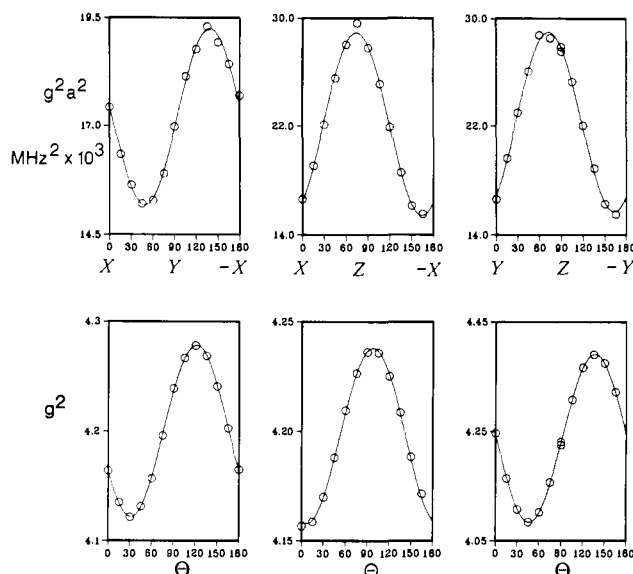 19.5 30.0 30.0
g²a²
17.0 22.0 22.0
MHz² x 10³
14.5 14.0 14.0
0 30 60 90 120 150 180 0 30 60 90 120 150 180 0 30 60 90 120 150 180
X Y -X X Z -X Y Z -Y
4.3 4.25 4.45
g² 4.2 4.20 4.25
4.1 4.15 4.05
0 30 60 90 120 150 180 0 30 60 90 120 150 180 0 30 60 90 120 150 180
Θ Θ Θ